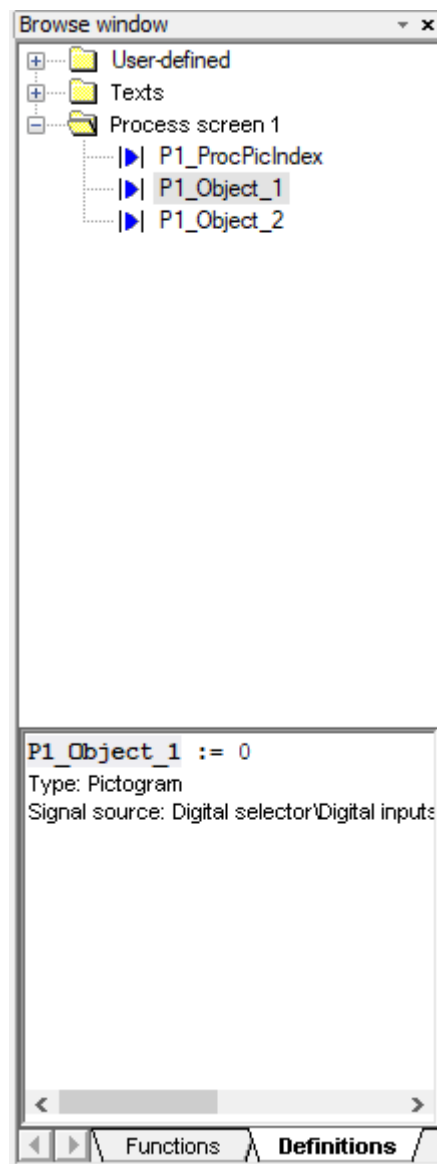 Browse window
User-defined
Texts
Process screen 1
P1_ProcPicIndex
P1_Object_1
P1_Object_2
P1_Object_1 := 0
Type: Pictogram
Signal source: Digital selector\Digital inputs
Functions
Definitions